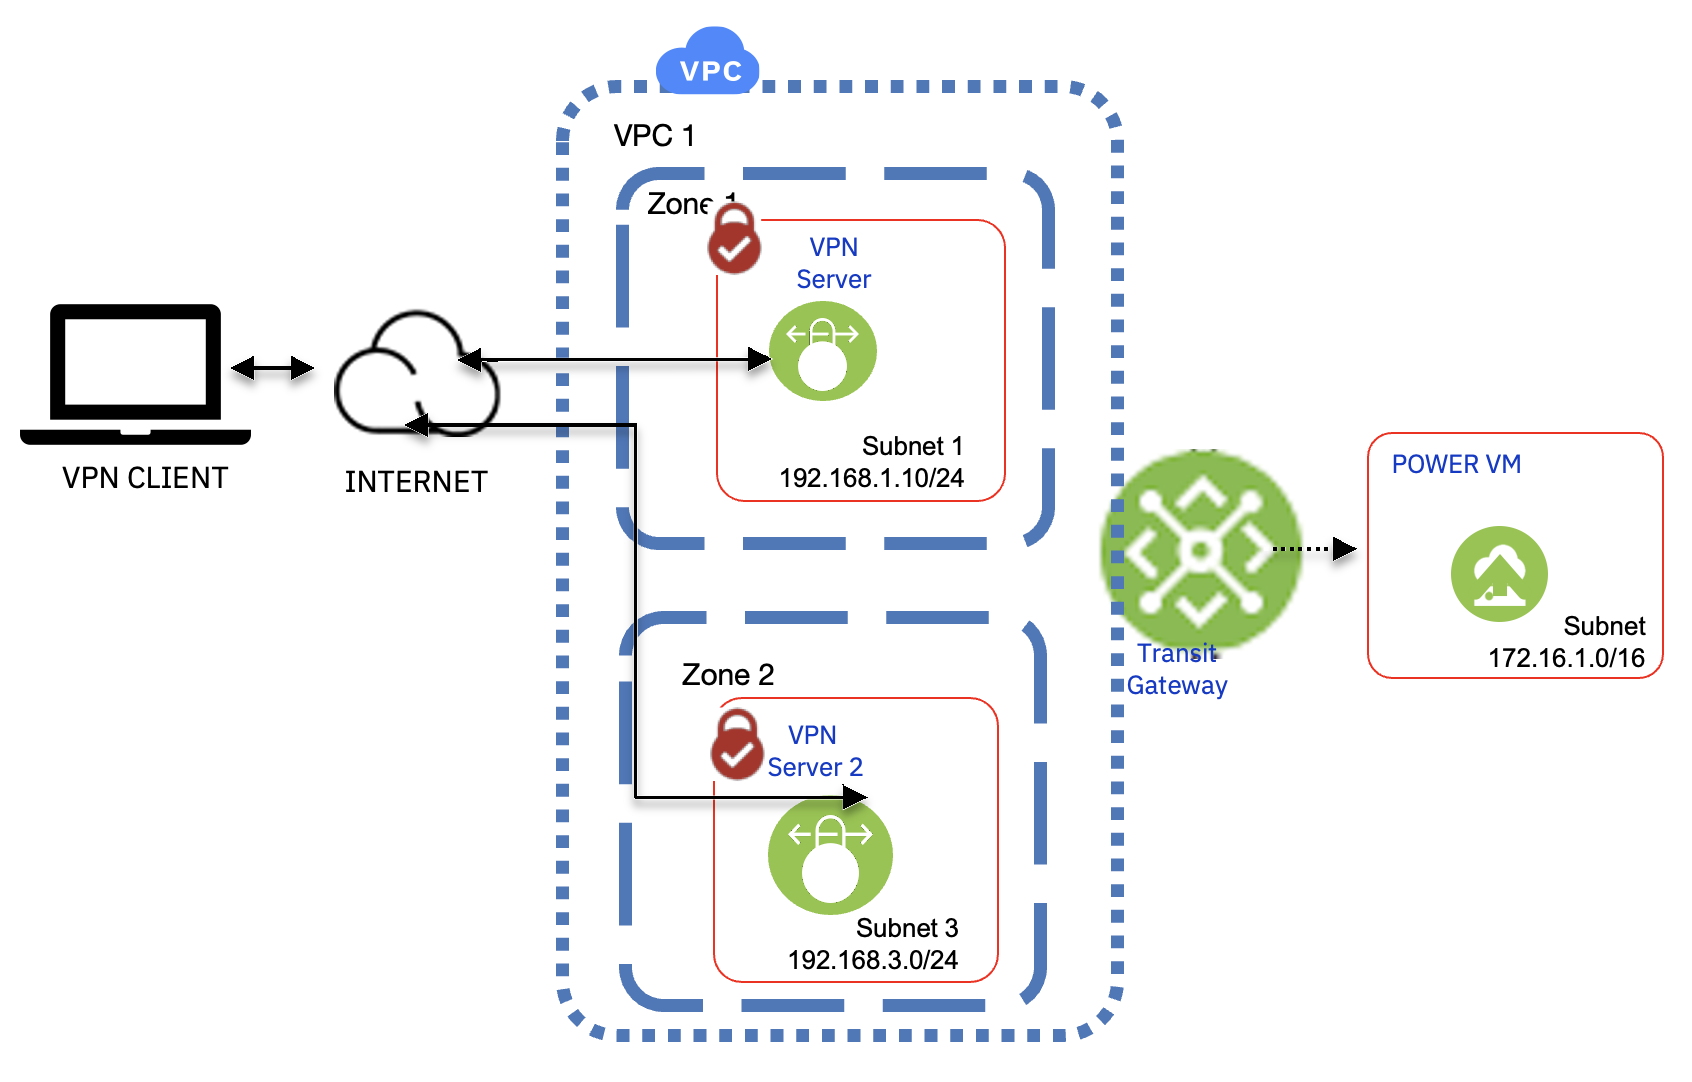 VPC
VPC 1
Zone 1
VPN
Server
Subnet 1
192.168.1.10/24
VPN CLIENT
INTERNET
POWER VM
Subnet
172.16.1.0/16
Transit
Gateway
Zone 2
VPN
Server 2
Subnet 3
192.168.3.0/24